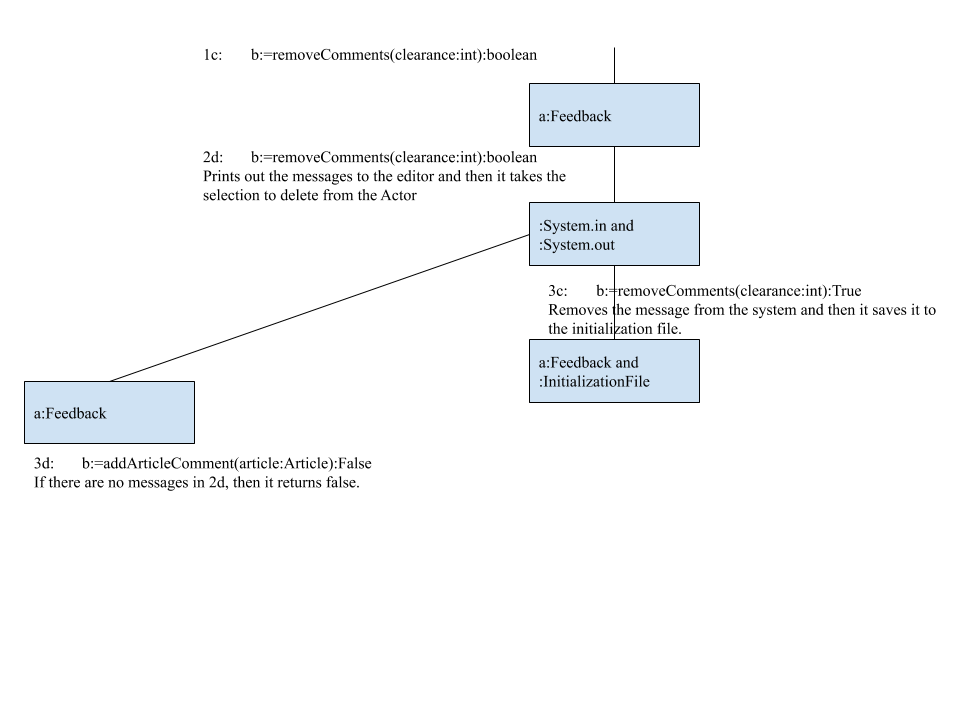 1c: b:=removeComments(clearance:int):boolean
a:Feedback
2d: b:=removeComments(clearance:int):boolean
Prints out the messages to the editor and then it takes the
selection to delete from the Actor
:System.in and
:System.out
3c: b:=removeComments(clearance:int):True
Removes the message from the system and then it saves it to
the initialization file.
a:Feedback and
:InitializationFile
a:Feedback
3d: b:=addArticleComment(article:Article):False
If there are no messages in 2d, then it returns false.